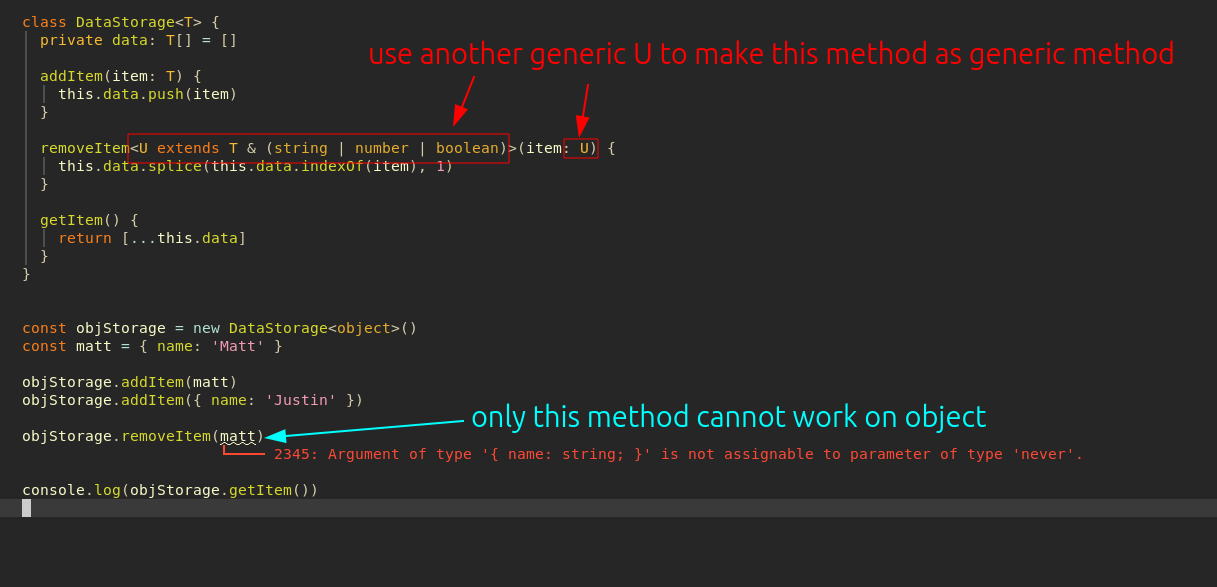 class DataStorage<T> {
private data: T[] = []
use another generic U to make this method as generic method
addItem(item: T) {
this.data.push(item)
}
removeItem<U extends T & (string | number | boolean)>(item: U) {
this.data.splice(this.data.indexOf(item), 1)
}
getItem() {
return [...this.data]
}
}
const objStorage = new DataStorage<object>()
const matt = { name: 'Matt' }
objStorage.addItem(matt)
objStorage.addItem({ name: 'Justin' })
only this method cannot work on object
objStorage.removeItem(matt)
2345: Argument of type '{ name: string; }' is not assignable to parameter of type 'never'.
console.log(objStorage.getItem())